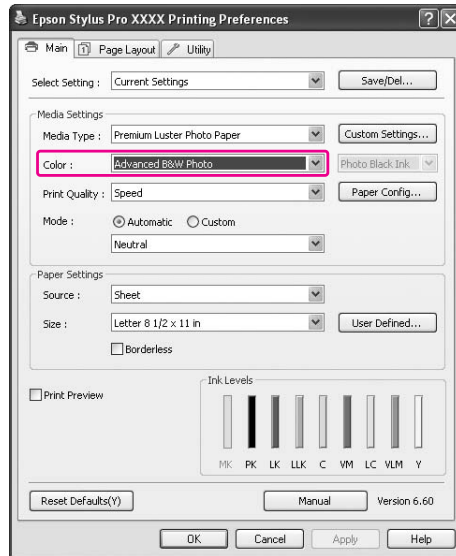 Epson Stylus Pro XXXX Printing Preferences
Main Page Layout Utility
Select Setting : Current Settings Save/Del...
Media Settings
Media Type : Premium Luster Photo Paper Custom Settings...
Color : Advanced B&W Photo Photo Black Ink
Print Quality : Speed Paper Config...
Mode : Automatic Custom
Neutral
Paper Settings
Source : Sheet
Size : Letter 8 1/2 x 11 in User Defined...
Borderless
Print Preview
Ink Levels
MK PK LK LLK C VM LC VLM Y
Reset Defaults(Y) Manual Version 6.60
OK Cancel Apply Help